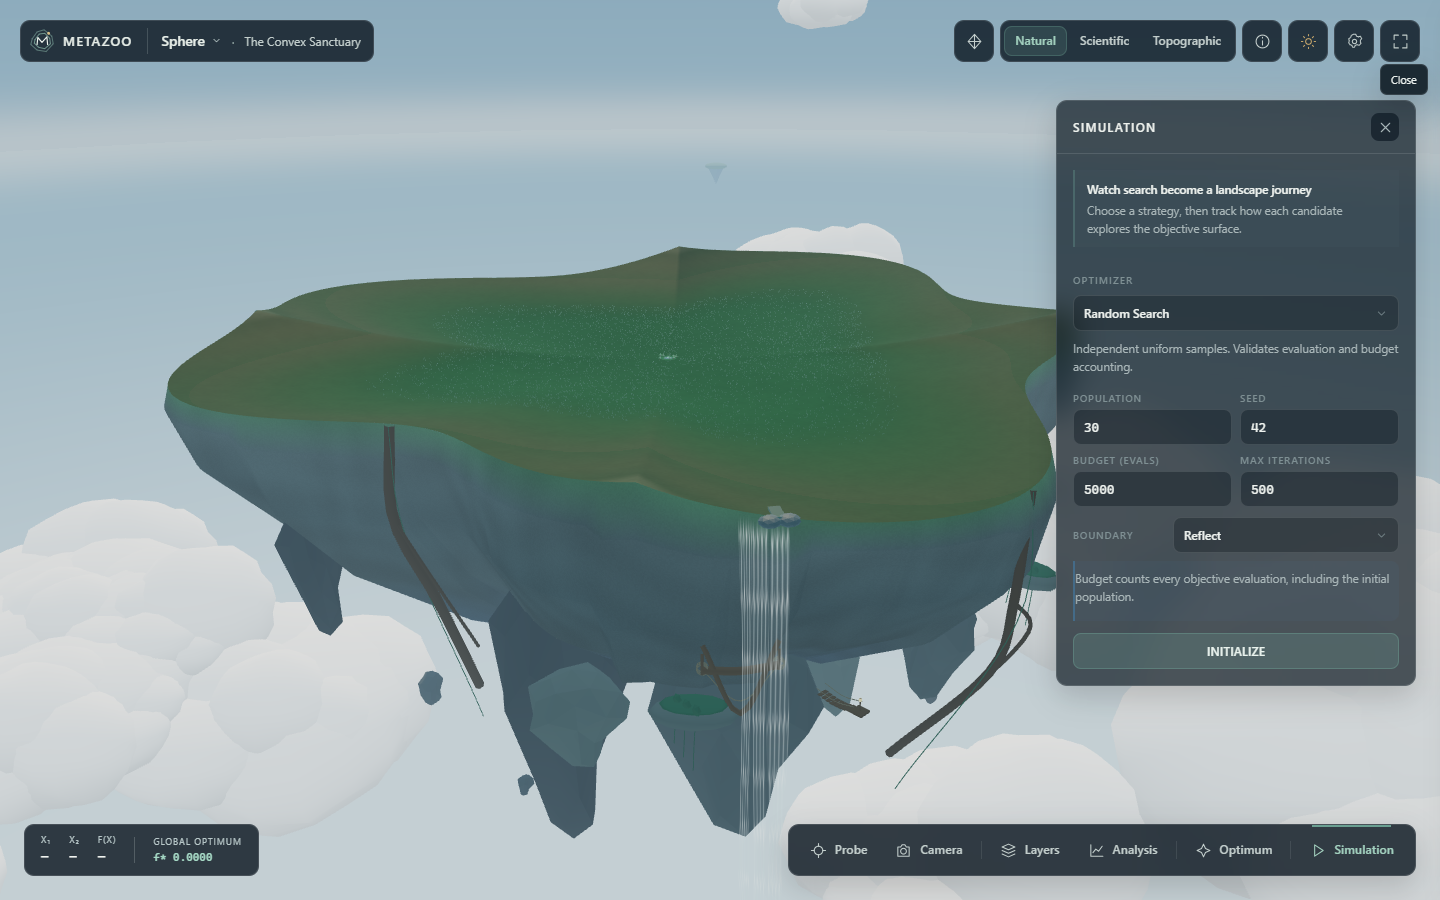 METAZOO
Sphere · The Convex Sanctuary
Natural Scientific Topographic
Close
SIMULATION
Watch search become a landscape journey
Choose a strategy, then track how each candidate
explores the objective surface.
OPTIMIZER
Random Search
Independent uniform samples. Validates evaluation and budget
accounting.
POPULATION SEED
30 42
BUDGET (EVALS) MAX ITERATIONS
5000 500
BOUNDARY Reflect
Budget counts every objective evaluation, including the initial
population.
INITIALIZE
X₁ X₂ F(X) GLOBAL OPTIMUM
— — — f* 0.0000
Probe Camera Layers Analysis Optimum Simulation